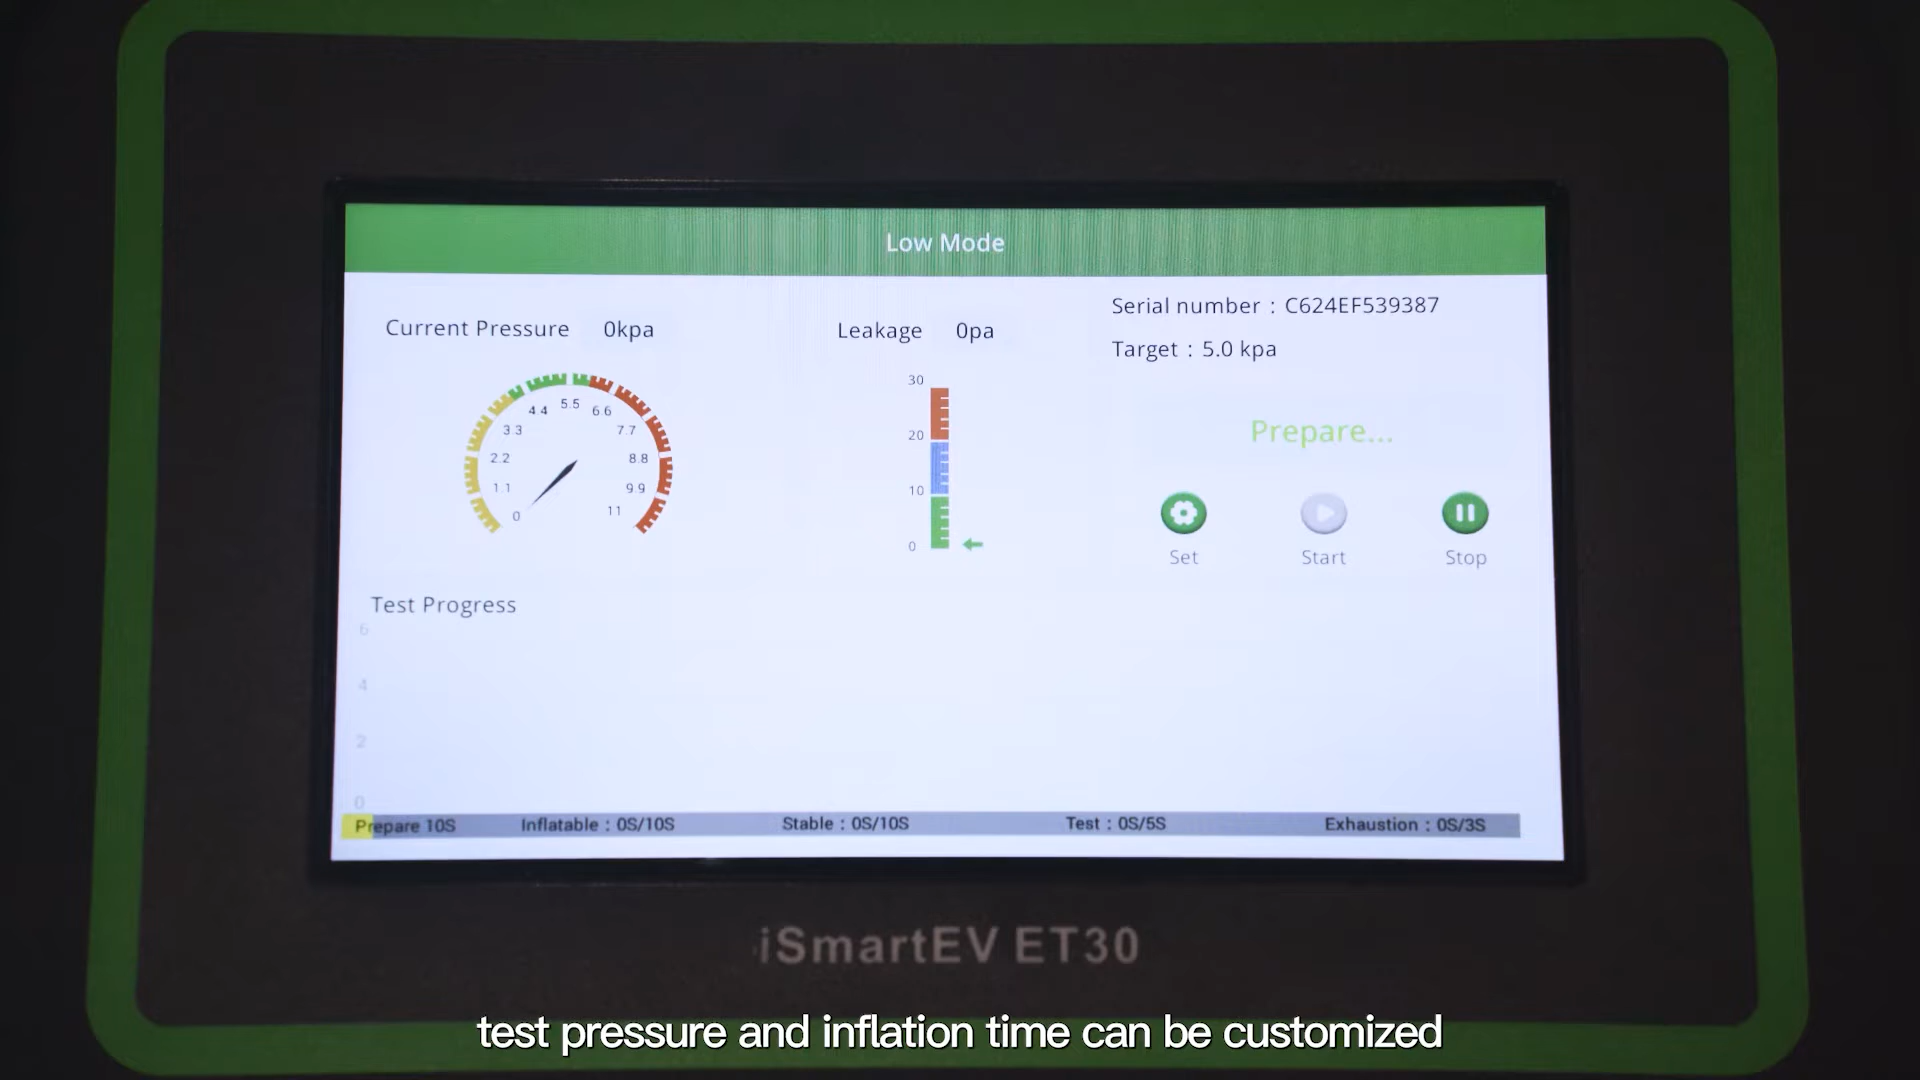 Low Mode
Current Pressure 0kpa
Leakage 0pa
Serial number : C624EF539387
Target : 5.0 kpa
0
1 1
2.2
3 3
4 4
5.5
6 6
7.7
8.8
9 9
11
30
20
10
0
Prepare...
Set
Start
Stop
Test Progress
6
4
2
0
Prepare 10S
Inflatable : 0S/10S
Stable : 0S/10S
Test : 0S/5S
Exhaustion : 0S/3S
iSmartEV ET30
test pressure and inflation time can be customized